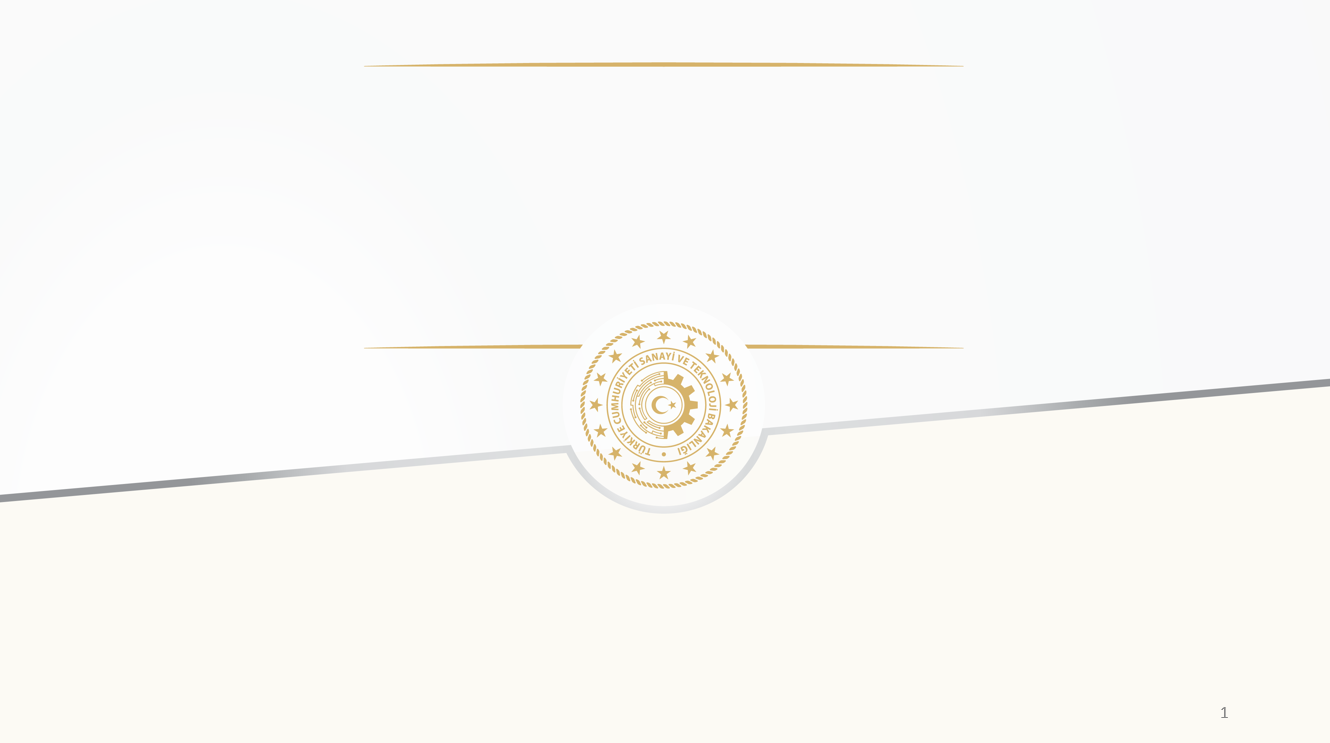 TÜRKİYE CUMHURİYETİ SANAYİ VE TEKNOLOJİ BAKANLIĞI
1